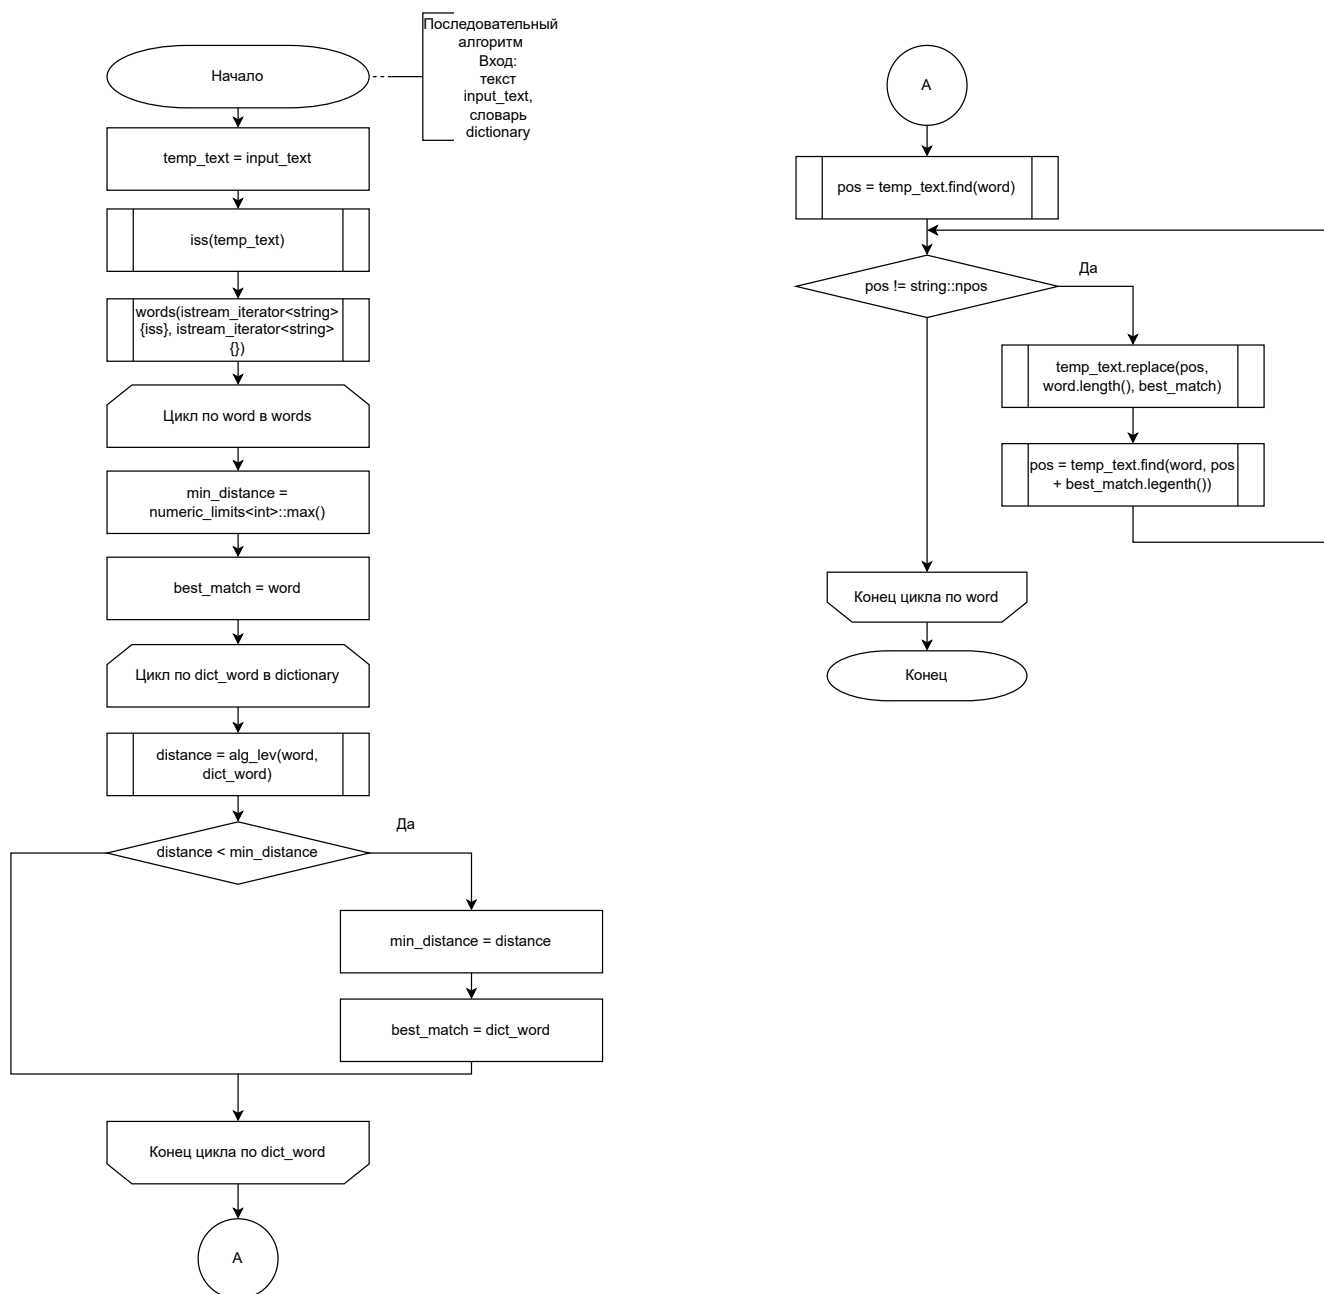 Начало
Последовательный
алгоритм
Вход:
текст
input_text,
словарь
dictionary
temp_text = input_text
iss(temp_text)
words(istream_iterator<string>
{iss}, istream_iterator<string>
{})
Цикл по word в words
min_distance =
numeric_limits<int>::max()
best_match = word
Цикл по dict_word в dictionary
distance = alg_lev(word,
dict_word)
Да
distance < min_distance
min_distance = distance
best_match = dict_word
Конец цикла по dict_word
A
A
pos = temp_text.find(word)
Да
pos != string::npos
temp_text.replace(pos,
word.length(), best_match)
pos = temp_text.find(word, pos
+ best_match.legenth())
Конец цикла по word
Конец